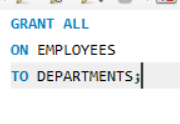 GRANT ALL
ON EMPLOYEES
TO DEPARTMENTS;